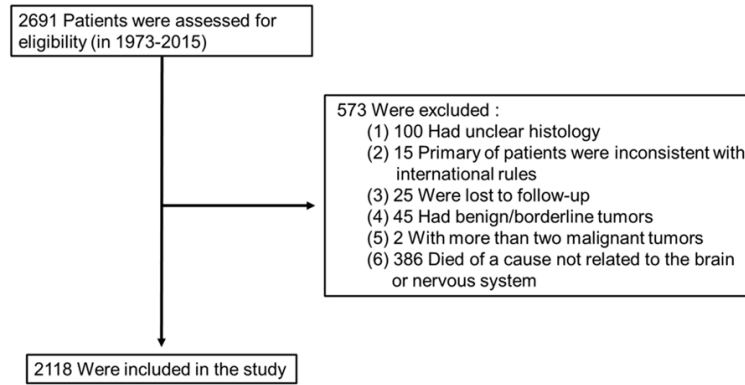 2691 Patients were assessed for
eligibility (in 1973-2015)
573 Were excluded :
(1) 100 Had unclear histology
(2) 15 Primary of patients were inconsistent with
international rules
(3) 25 Were lost to follow-up
(4) 45 Had benign/borderline tumors
(5) 2 With more than two malignant tumors
(6) 386 Died of a cause not related to the brain
or nervous system
2118 Were included in the study